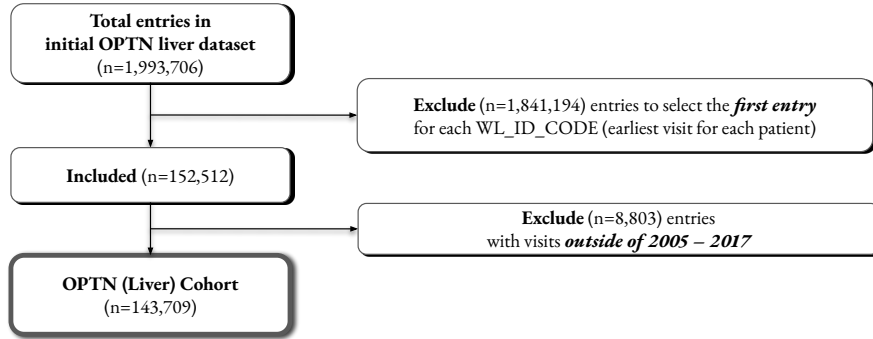 Total entries in
initial OPTN liver dataset
(n=1,993,706)
Exclude (n=1,841,194) entries to select the first entry
for each WL_ID_CODE (earliest visit for each patient)
Included (n=152,512)
Exclude (n=8,803) entries
with visits outside of 2005 – 2017
OPTN (Liver) Cohort
(n=143,709)